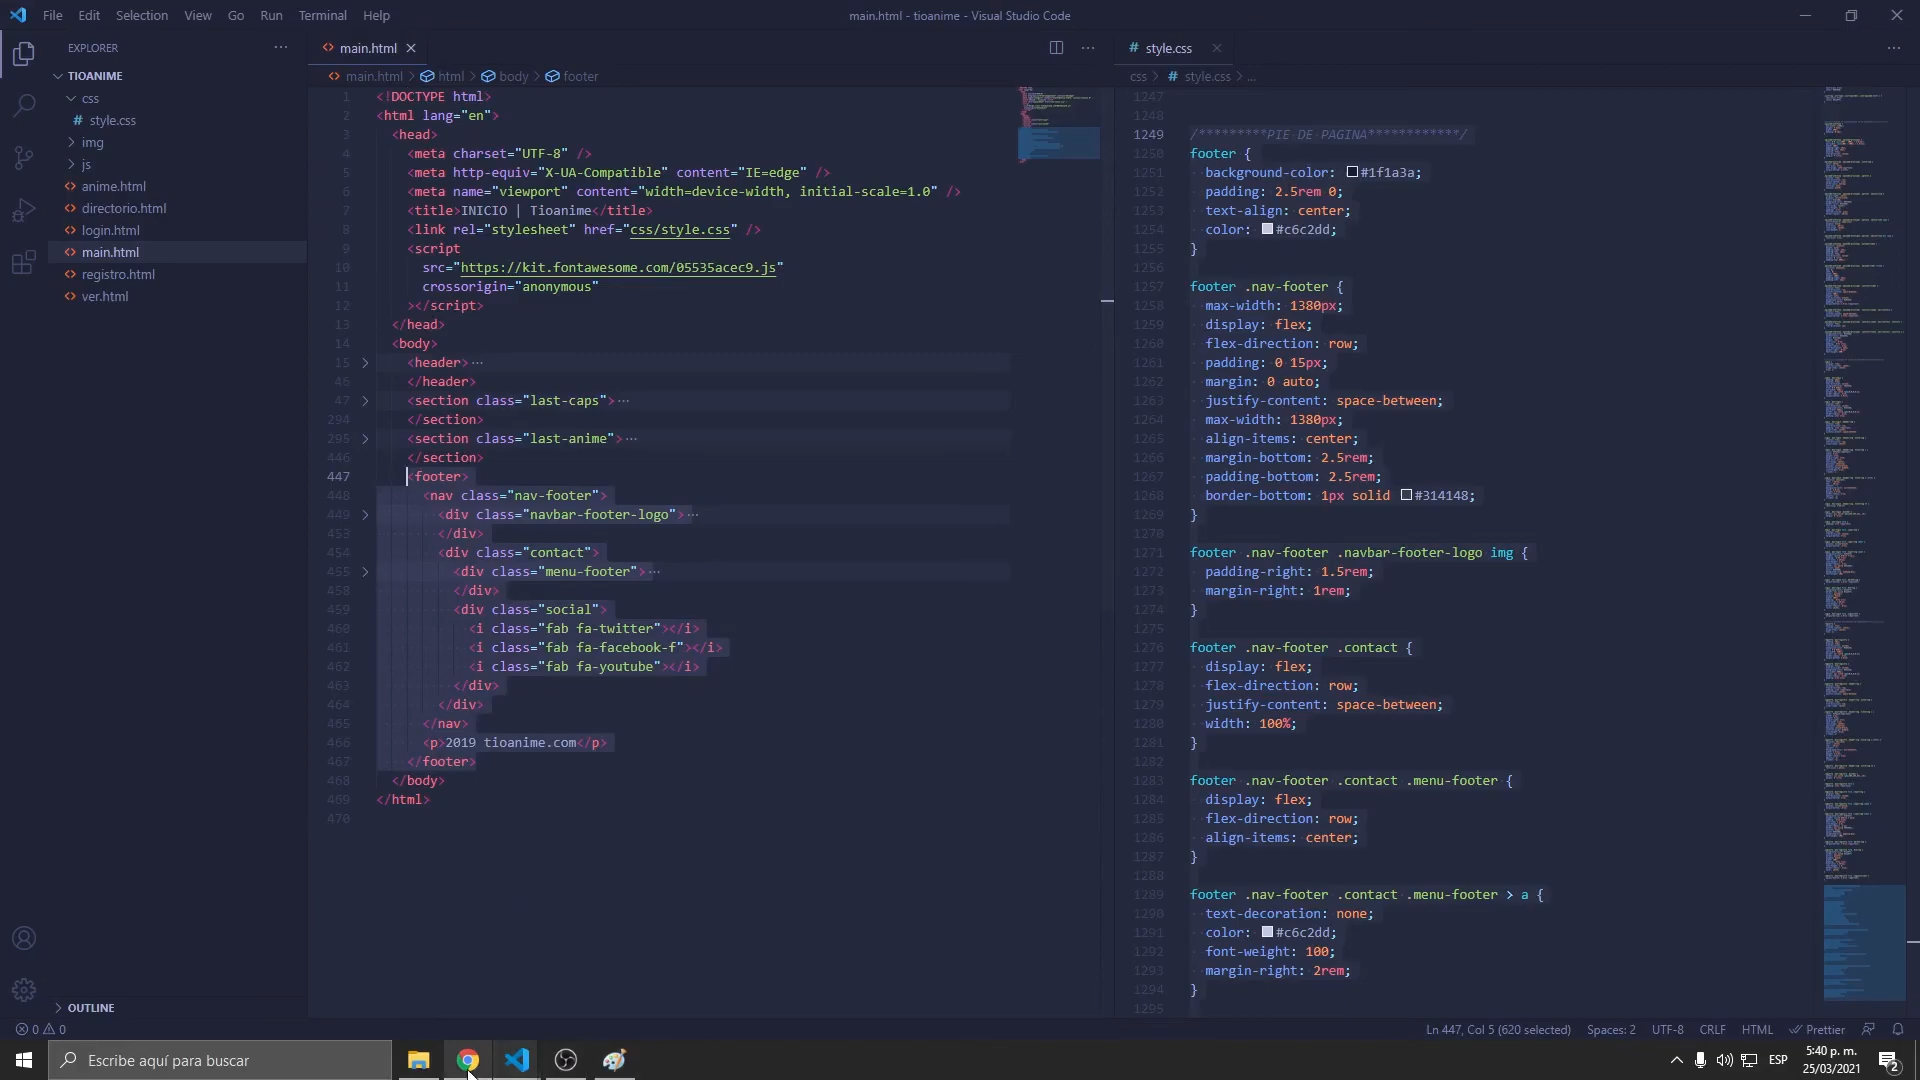 File Edit Selection View Go Run Terminal Help
main.html - tioanime - Visual Studio Code
EXPLORER
TIOANIME
css
style.css
img
js
anime.html
directorio.html
login.html
main.html
registro.html
ver.html
OUTLINE
main.html
main.html > html > body > footer
1 <!DOCTYPE html>
2 <html lang="en">
3 <head>
4 <meta charset="UTF-8" />
5 <meta http-equiv="X-UA-Compatible" content="IE=edge" />
6 <meta name="viewport" content="width=device-width, initial-scale=1.0" />
7 <title>INICIO | Tioanime</title>
8 <link rel="stylesheet" href="css/style.css" />
9 <script
10 src="https://kit.fontawesome.com/05535acec9.js"
11 crossorigin="anonymous"
12 ></script>
13 </head>
14 <body>
15 <header>···
46 </header>
47 <section class="last-caps">···
294 </section>
295 <section class="last-anime">···
446 </section>
447 <footer>
448 <nav class="nav-footer">
449 <div class="navbar-footer-logo">···
453 </div>
454 <div class="contact">
455 <div class="menu-footer">···
458 </div>
459 <div class="social">
460 <i class="fab fa-twitter"></i>
461 <i class="fab fa-facebook-f"></i>
462 <i class="fab fa-youtube"></i>
463 </div>
464 </div>
465 </nav>
466 <p>2019 tioanime.com</p>
467 </footer>
468 </body>
469 </html>
470
# style.css
css > # style.css > ...
1247
1248
1249 /*********PIE DE PAGINA************/
1250 footer {
1251 background-color: #1f1a3a;
1252 padding: 2.5rem 0;
1253 text-align: center;
1254 color: #c6c2dd;
1255 }
1256
1257 footer .nav-footer {
1258 max-width: 1380px;
1259 display: flex;
1260 flex-direction: row;
1261 padding: 0 15px;
1262 margin: 0 auto;
1263 justify-content: space-between;
1264 max-width: 1380px;
1265 align-items: center;
1266 margin-bottom: 2.5rem;
1267 padding-bottom: 2.5rem;
1268 border-bottom: 1px solid #314148;
1269 }
1270
1271 footer .nav-footer .navbar-footer-logo img {
1272 padding-right: 1.5rem;
1273 margin-right: 1rem;
1274 }
1275
1276 footer .nav-footer .contact {
1277 display: flex;
1278 flex-direction: row;
1279 justify-content: space-between;
1280 width: 100%;
1281 }
1282
1283 footer .nav-footer .contact .menu-footer {
1284 display: flex;
1285 flex-direction: row;
1286 align-items: center;
1287 }
1288
1289 footer .nav-footer .contact .menu-footer > a {
1290 text-decoration: none;
1291 color: #c6c2dd;
1292 font-weight: 100;
1293 margin-right: 2rem;
1294 }
1295
0 0
Ln 447, Col 5 (620 selected) Spaces: 2 UTF-8 CRLF HTML Prettier
Escribe aquí para buscar
ESP
5:40 p. m.
25/03/2021
2